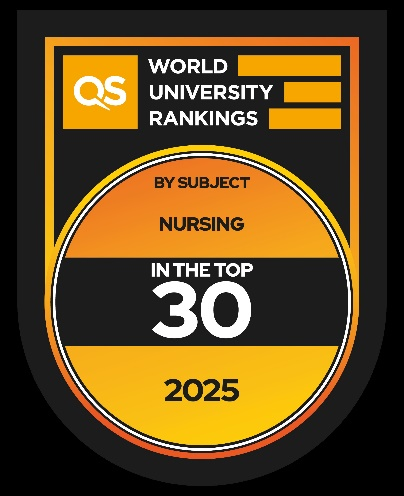 QS
WORLD
UNIVERSITY
RANKINGS
BY SUBJECT
NURSING
IN THE TOP
30
2025